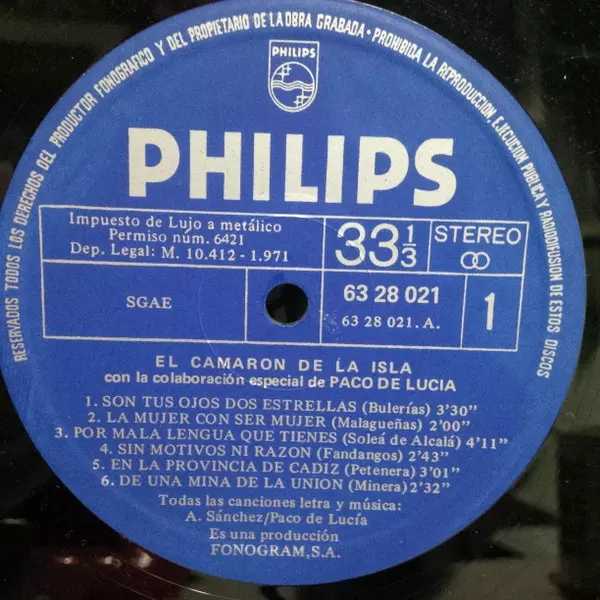 RESERVADOS TODOS LOS DERECHOS DEL PRODUCTOR FONOGRAFICO Y DEL PROPIETARIO DE LA OBRA GRABADA · PROHIBIDA LA REPRODUCCION, EJECUCION PUBLICA Y RADIODIFUSION DE ESTOS DISCOS
PHILIPS
PHILIPS
Impuesto de Lujo a metálico
Permiso núm. 6421
Dep. Legal: M. 10.412 - 1.971
33 1/3
STEREO
SGAE
63 28 021
63 28 021. A.
1
EL CAMARON DE LA ISLA
con la colaboración especial de PACO DE LUCIA
1. SON TUS OJOS DOS ESTRELLAS (Bulerías) 3'30"
2. LA MUJER CON SER MUJER (Malagueñas) 2'00"
3. POR MALA LENGUA QUE TIENES (Soleá de Alcalá) 4'11"
4. SIN MOTIVOS NI RAZON (Fandangos) 2'43"
5. EN LA PROVINCIA DE CADIZ (Petenera) 3'01"
6. DE UNA MINA DE LA UNION (Minera) 2'32"
Todas las canciones letra y música:
A. Sánchez/Paco de Lucía
Es una producción
FONOGRAM, S.A.